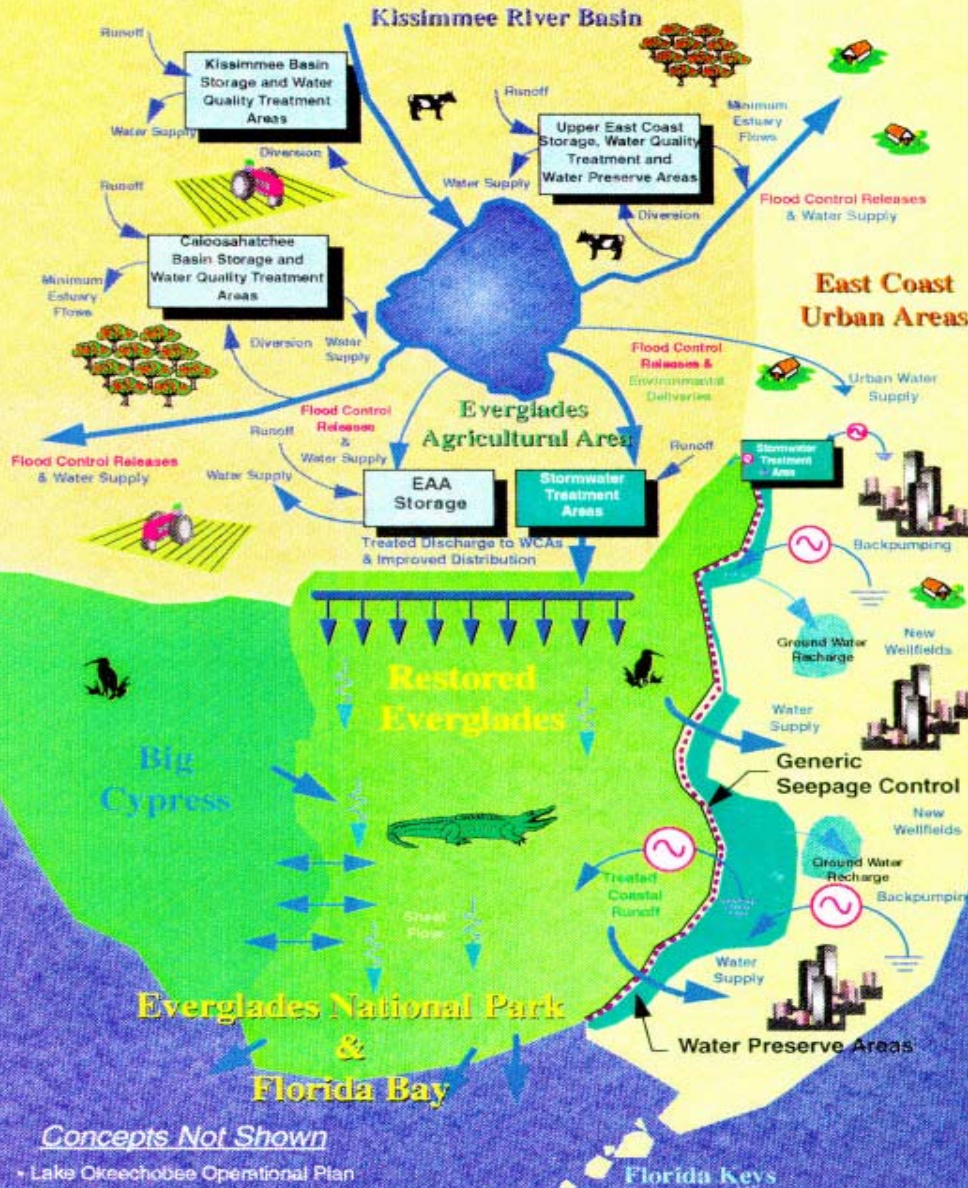 Kissimmee River Basin
Runoff
Kissimmee Basin
Storage and Water
Quality Treatment
Areas
Water Supply
Diversion
Runoff
Upper East Coast
Storage, Water Quality
Treatment and
Water Preserve Areas
Water Supply
Diversion
Minimum
Estuary
Flows
Flood Control Releases
& Water Supply
Runoff
Caloosahatchee
Basin Storage and
Water Quality Treatment
Areas
Minimum
Estuary
Flows
Diversion
Water
Supply
East Coast
Urban Areas
Flood Control
Releases &
Environmental
Deliveries
Urban Water
Supply
Flood Control Releases
& Water Supply
Flood Control
Releases
&
Water Supply
Runoff
Water Supply
Everglades
Agricultural Area
EAA
Storage
Stormwater
Treatment
Areas
Runoff
Stormwater
Treatment
Area
Treated Discharge to WCAs
& Improved Distribution
Backpumping
Ground Water
Recharge
New
Wellfields
Restored
Everglades
Big
Cypress
Water
Supply
Generic
Seepage Control
New
Wellfields
Ground Water
Recharge
Treated
Coastal
Runoff
Backpumping
Sheet
Flow
Water
Supply
Everglades National Park
&
Florida Bay
Water Preserve Areas
Concepts Not Shown
• Lake Okeechobee Operational Plan
Florida Keys